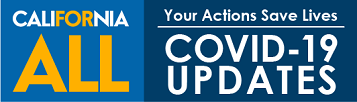 CALIFORNIA
ALL
Your Actions Save Lives
COVID-19
UPDATES